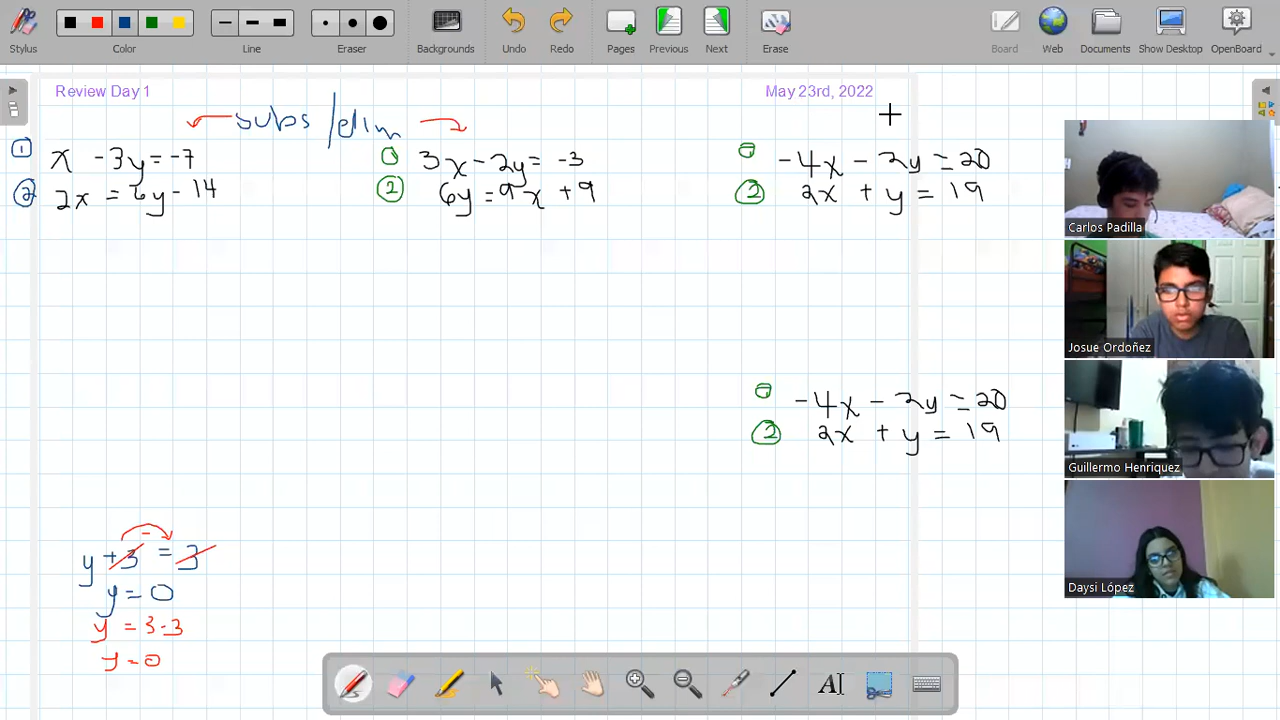 Stylus Color Line Eraser Backgrounds Undo Redo Pages Previous Next Erase Board Web Documents Show Desktop OpenBoard
Review Day 1
May 23rd, 2022
subs / elim
① x - 3y = -7
② 2x = 6y - 14
① 3x - 2y = -3
② 6y = 9x + 9
① -4x - 2y = 20
② 2x + y = 19
① -4x - 2y = 20
② 2x + y = 19
-
y + 3 = 3
y = 0
y = 3-3
y = 0
Carlos Padilla
Josue Ordoñez
Guillermo Henriquez
Daysi López